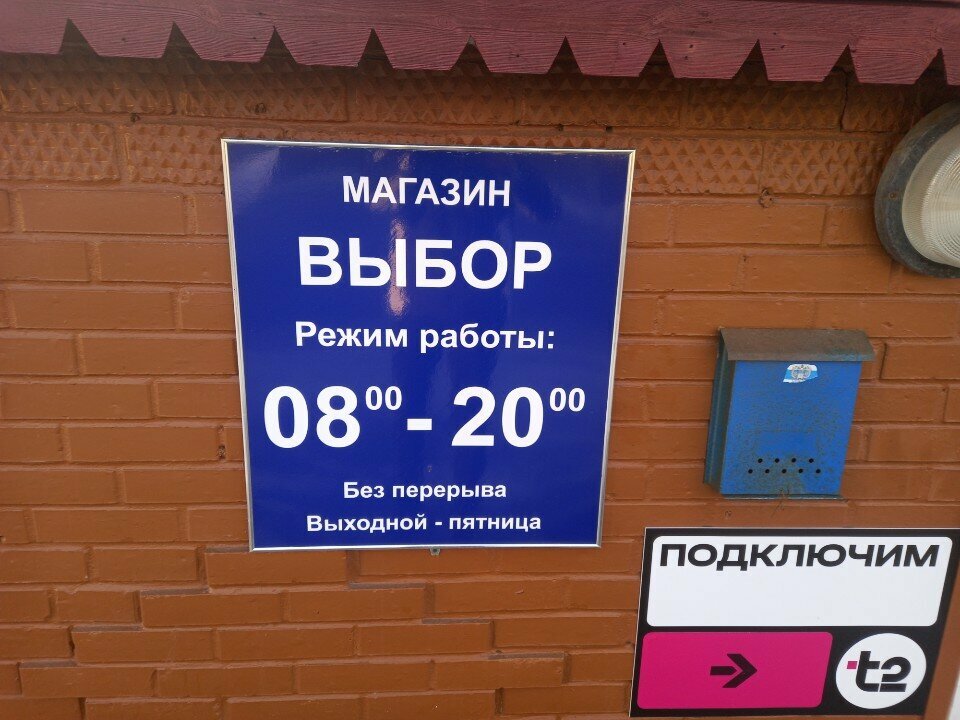 МАГАЗИН
ВЫБОР
Режим работы:
08⁰⁰ - 20⁰⁰
Без перерыва
Выходной - пятница
ПОДКЛЮЧИМ
t2